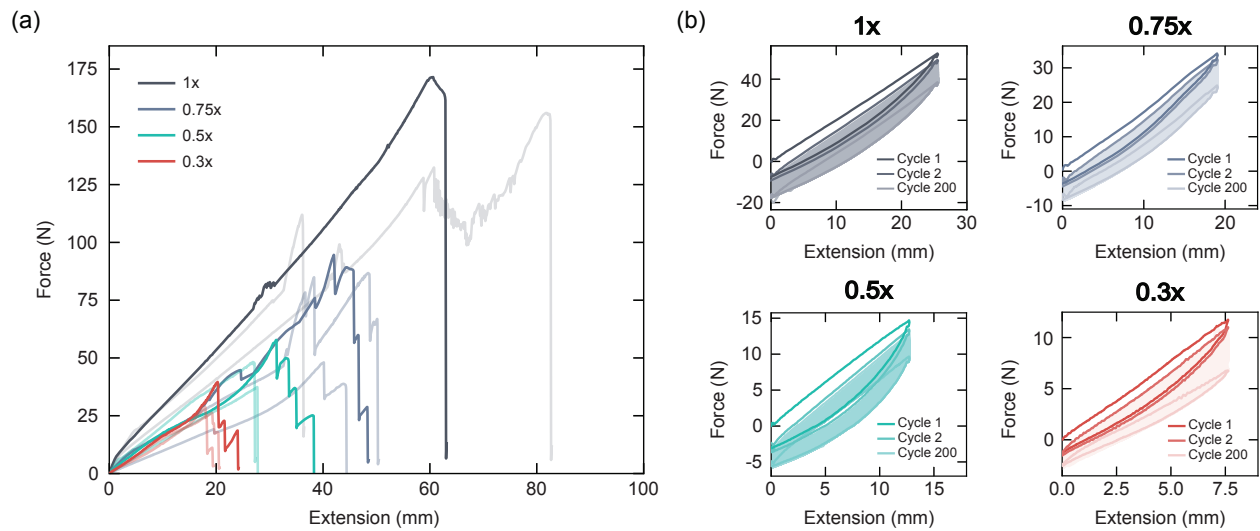 (a)
Force (N)
175
150
125
100
75
50
25
0
1x
0.75x
0.5x
0.3x
0
20
40
60
80
100
Extension (mm)
(b)
1x
Force (N)
40
20
0
-20
Cycle 1
Cycle 2
Cycle 200
0
10
20
30
Extension (mm)
0.75x
Force (N)
30
20
10
0
-10
Cycle 1
Cycle 2
Cycle 200
0
10
20
Extension (mm)
0.5x
Force (N)
15
10
5
0
-5
Cycle 1
Cycle 2
Cycle 200
0
5
10
15
Extension (mm)
0.3x
Force (N)
10
5
0
Cycle 1
Cycle 2
Cycle 200
0.0
2.5
5.0
7.5
Extension (mm)